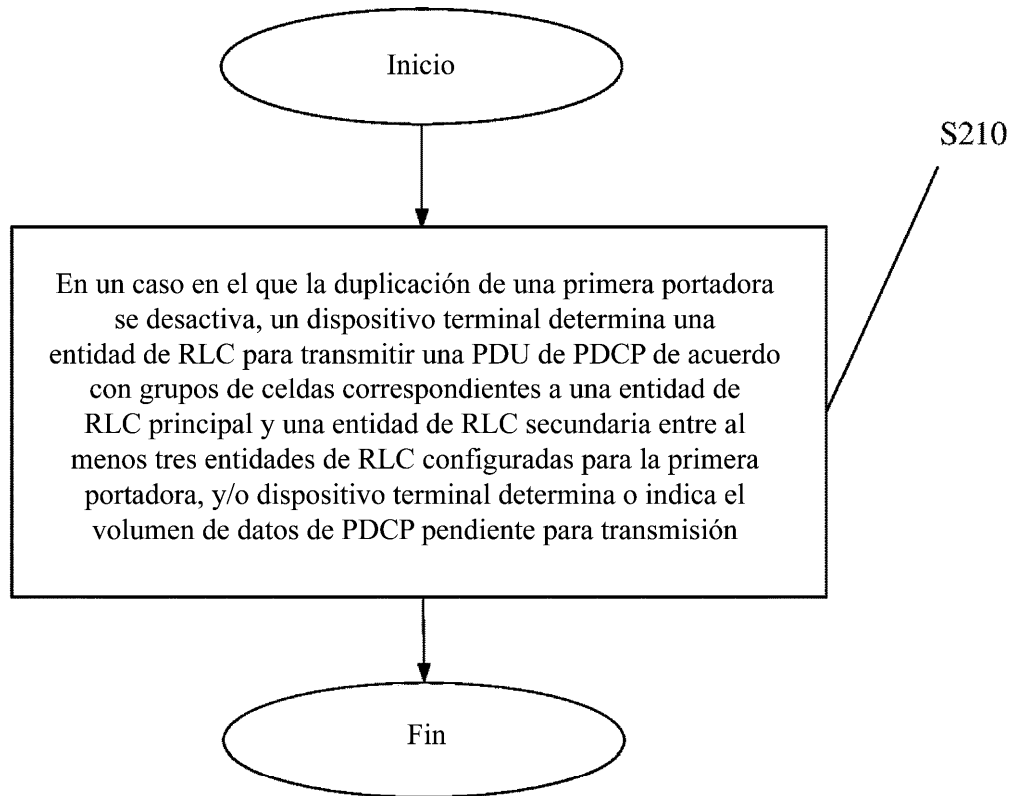 Inicio
S210
En un caso en el que la duplicación de una primera portadora
se desactiva, un dispositivo terminal determina una
entidad de RLC para transmitir una PDU de PDCP de acuerdo
con grupos de celdas correspondientes a una entidad de
RLC principal y una entidad de RLC secundaria entre al
menos tres entidades de RLC configuradas para la primera
portadora, y/o dispositivo terminal determina o indica el
volumen de datos de PDCP pendiente para transmisión
Fin